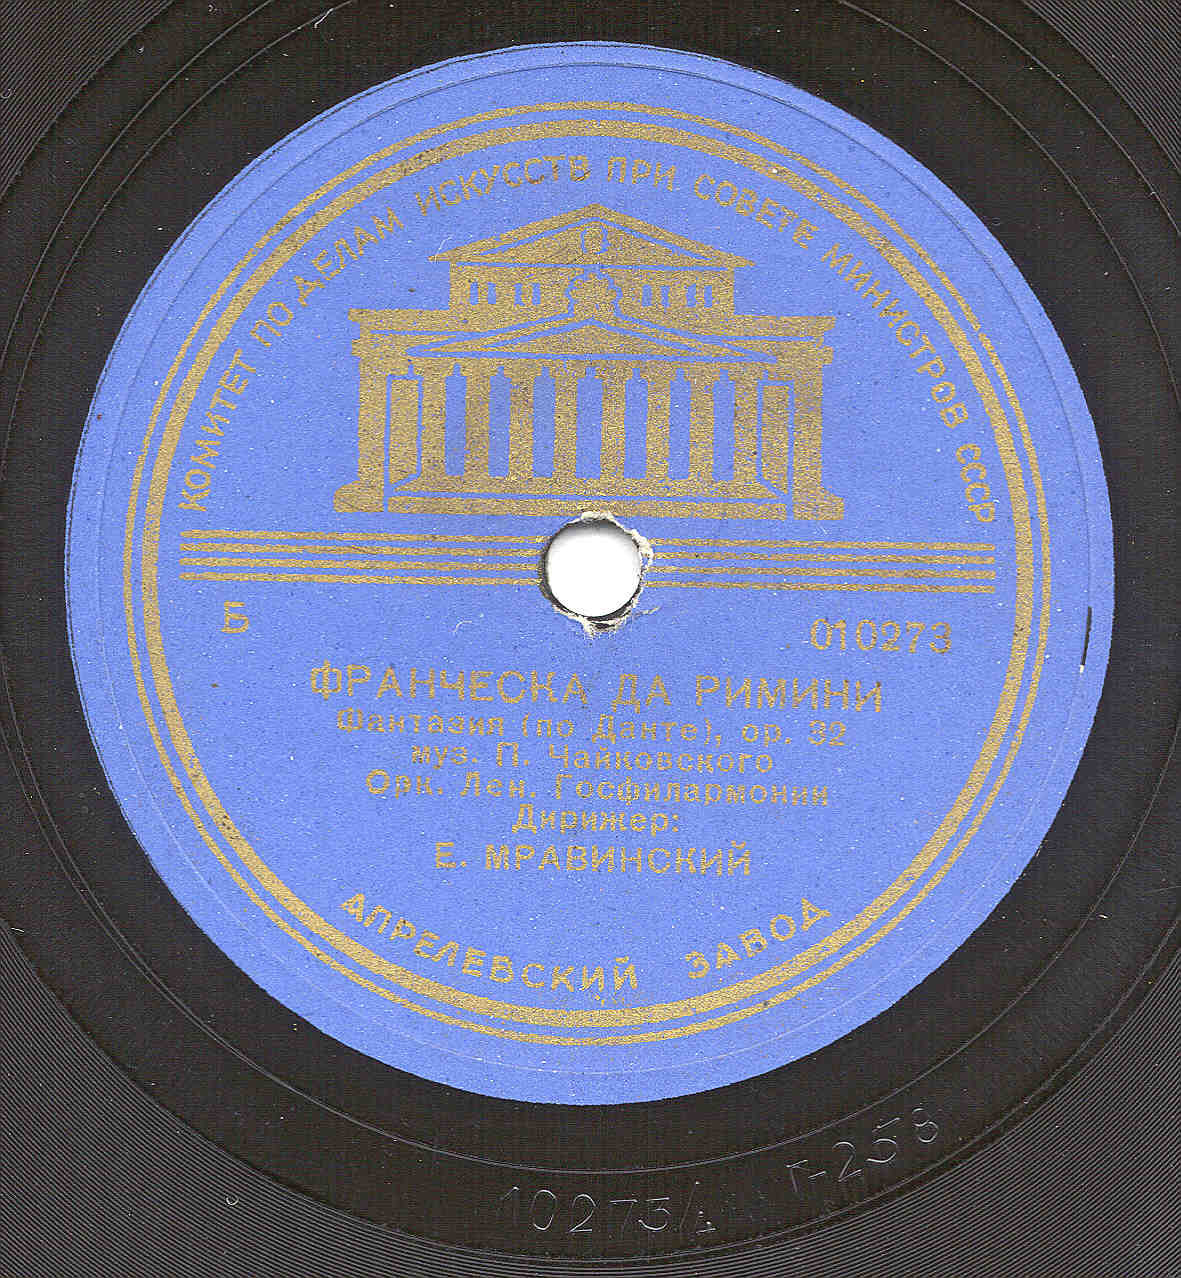 КОМИТЕТ ПО ДЕЛАМ ИСКУССТВ ПРИ СОВЕТЕ МИНИСТРОВ СССР
Б 010273
ФРАНЧЕСКА ДА РИМИНИ
Фантазия (по Данте), ор. 32
муз. П. Чайковского
Орк. Лен. Госфилармонии
Дирижер:
Е. МРАВИНСКИЙ
АПРЕЛЕВСКИЙ ЗАВОД
Г-258